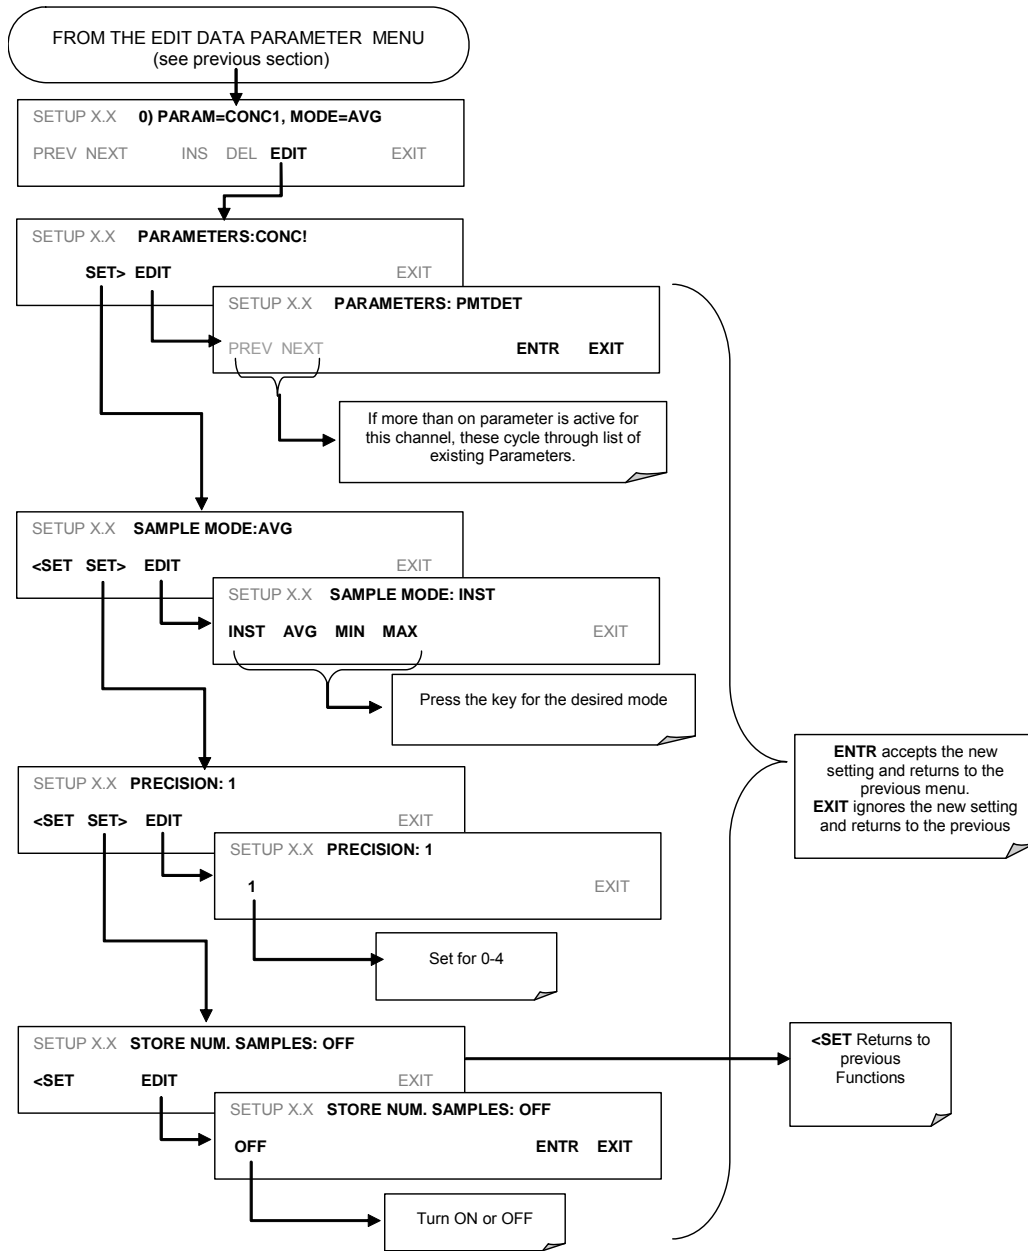 FROM THE EDIT DATA PARAMETER MENU
(see previous section)
SETUP X.X 0) PARAM=CONC1, MODE=AVG
PREV NEXT INS DEL EDIT EXIT
SETUP X.X PARAMETERS:CONC!
SET> EDIT EXIT
SETUP X.X PARAMETERS: PMTDET
PREV NEXT ENTR EXIT
If more than on parameter is active for
this channel, these cycle through list of
existing Parameters.
SETUP X.X SAMPLE MODE:AVG
<SET SET> EDIT EXIT
SETUP X.X SAMPLE MODE: INST
INST AVG MIN MAX EXIT
Press the key for the desired mode
ENTR accepts the new
setting and returns to the
previous menu.
EXIT ignores the new setting
and returns to the previous
SETUP X.X PRECISION: 1
<SET SET> EDIT EXIT
SETUP X.X PRECISION: 1
1 EXIT
Set for 0-4
SETUP X.X STORE NUM. SAMPLES: OFF
<SET EDIT EXIT
<SET Returns to
previous
Functions
SETUP X.X STORE NUM. SAMPLES: OFF
OFF ENTR EXIT
Turn ON or OFF